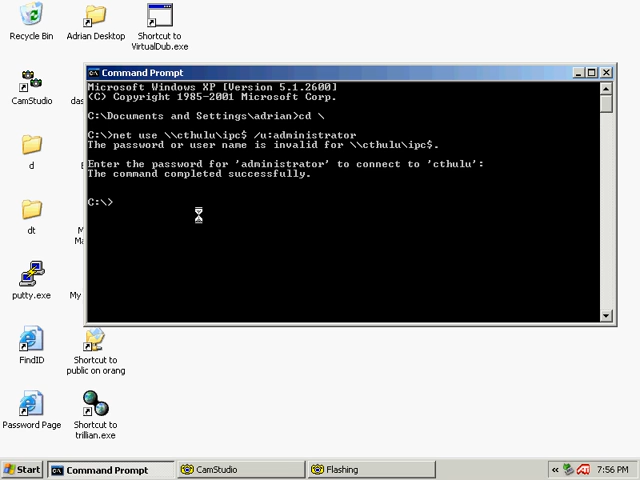 Recycle Bin
Adrian Desktop
Shortcut to
VirtualDub.exe
CamStudio
das
d
dt
M
Ma
putty.exe
My
FindID
Shortcut to
public on orang
Password Page
Shortcut to
trillian.exe
Command Prompt
Microsoft Windows XP [Version 5.1.2600]
(C) Copyright 1985-2001 Microsoft Corp.
C:\Documents and Settings\adrian>cd \
C:\>net use \\cthulu\ipc$ /u:administrator
The password or user name is invalid for \\cthulu\ipc$.
Enter the password for 'administrator' to connect to 'cthulu':
The command completed successfully.
C:\>
Start
Command Prompt
CamStudio
Flashing
7:56 PM